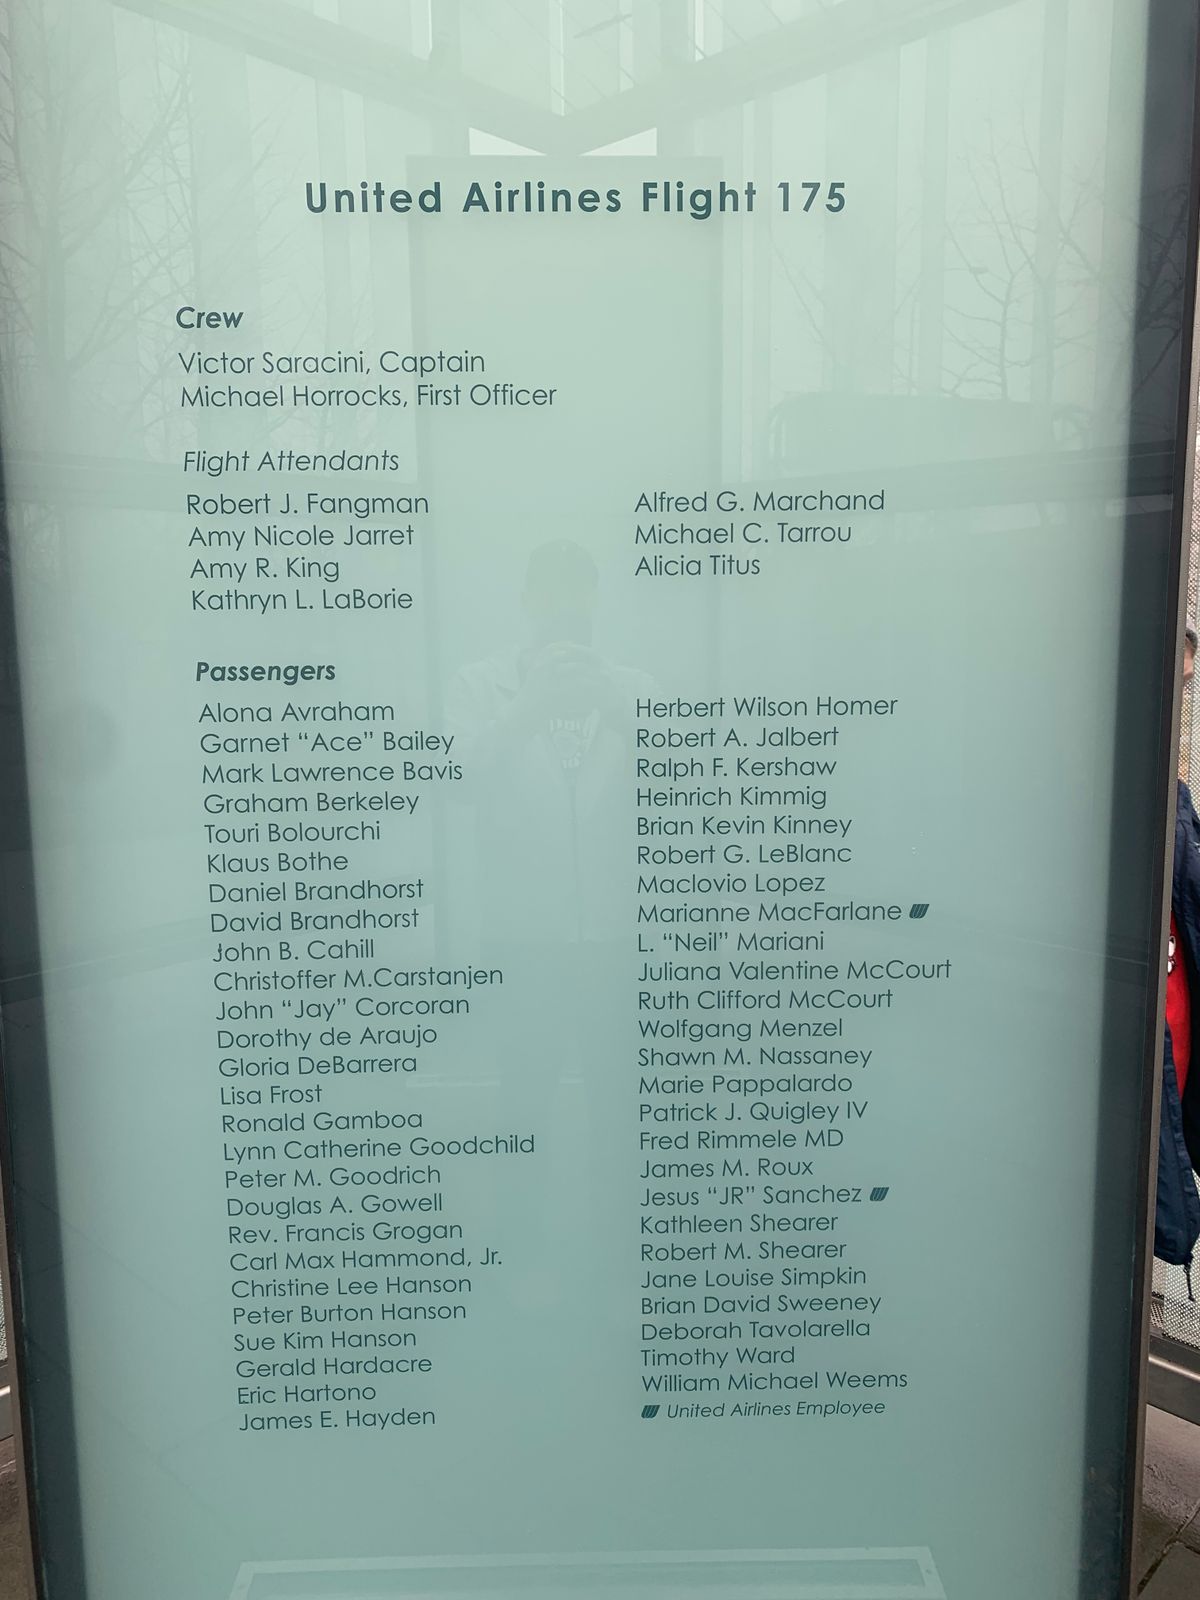 United Airlines Flight 175
Crew
Victor Saracini, Captain
Michael Horrocks, First Officer
Flight Attendants
Robert J. Fangman
Amy Nicole Jarret
Amy R. King
Kathryn L. LaBorie
Alfred G. Marchand
Michael C. Tarrou
Alicia Titus
Passengers
Alona Avraham
Garnet “Ace” Bailey
Mark Lawrence Bavis
Graham Berkeley
Touri Bolourchi
Klaus Bothe
Daniel Brandhorst
David Brandhorst
John B. Cahill
Christoffer M.Carstanjen
John “Jay” Corcoran
Dorothy de Araujo
Gloria DeBarrera
Lisa Frost
Ronald Gamboa
Lynn Catherine Goodchild
Peter M. Goodrich
Douglas A. Gowell
Rev. Francis Grogan
Carl Max Hammond, Jr.
Christine Lee Hanson
Peter Burton Hanson
Sue Kim Hanson
Gerald Hardacre
Eric Hartono
James E. Hayden
Herbert Wilson Homer
Robert A. Jalbert
Ralph F. Kershaw
Heinrich Kimmig
Brian Kevin Kinney
Robert G. LeBlanc
Maclovio Lopez
Marianne MacFarlane
L. “Neil” Mariani
Juliana Valentine McCourt
Ruth Clifford McCourt
Wolfgang Menzel
Shawn M. Nassaney
Marie Pappalardo
Patrick J. Quigley IV
Fred Rimmele MD
James M. Roux
Jesus “JR” Sanchez
Kathleen Shearer
Robert M. Shearer
Jane Louise Simpkin
Brian David Sweeney
Deborah Tavolarella
Timothy Ward
William Michael Weems
United Airlines Employee